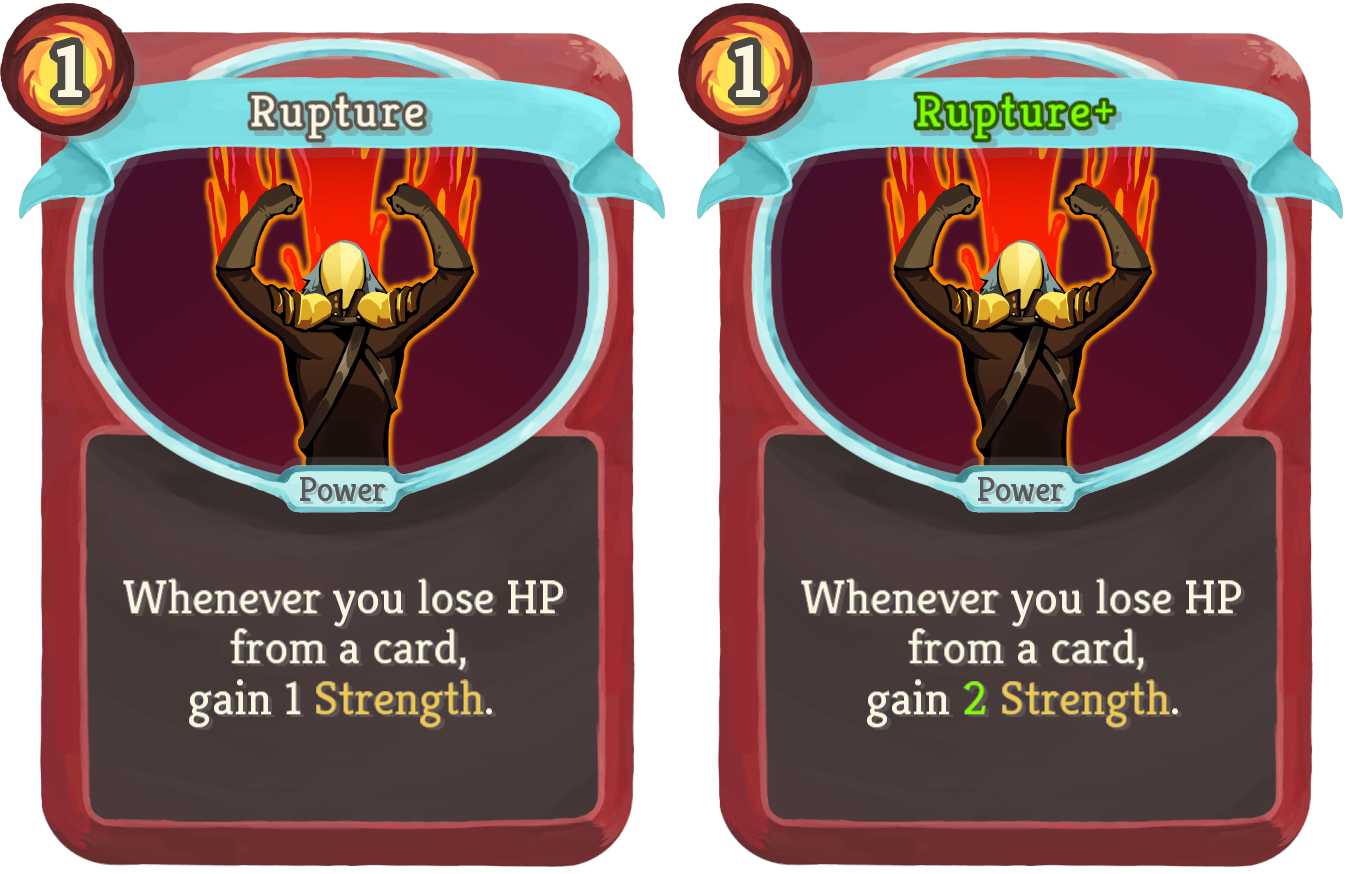 1
Rupture
Power
Whenever you lose HP
from a card,
gain 1 Strength.
1
Rupture+
Power
Whenever you lose HP
from a card,
gain 2 Strength.